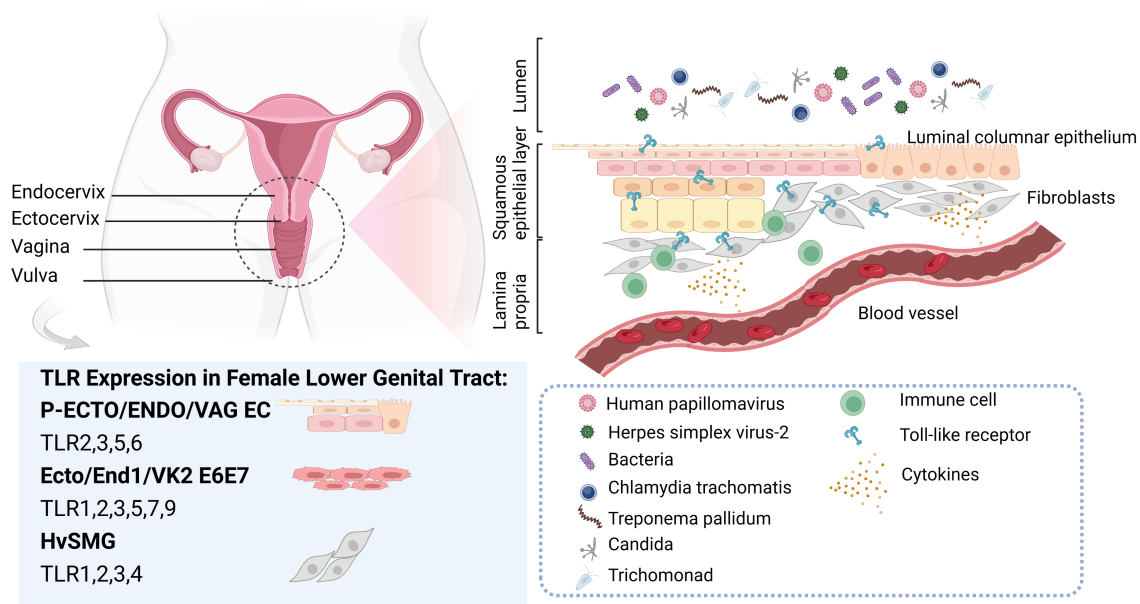 Endocervix
Ectocervix
Vagina
Vulva
Lumen
Squamous
epithelial layer
Lamina
propria
Luminal columnar epithelium
Fibroblasts
Blood vessel
TLR Expression in Female Lower Genital Tract:
P-ECTO/ENDO/VAG EC
TLR2,3,5,6
Ecto/End1/VK2 E6E7
TLR1,2,3,5,7,9
HvSMG
TLR1,2,3,4
Human papillomavirus
Herpes simplex virus-2
Bacteria
Chlamydia trachomatis
Treponema pallidum
Candida
Trichomonad
Immune cell
Toll-like receptor
Cytokines